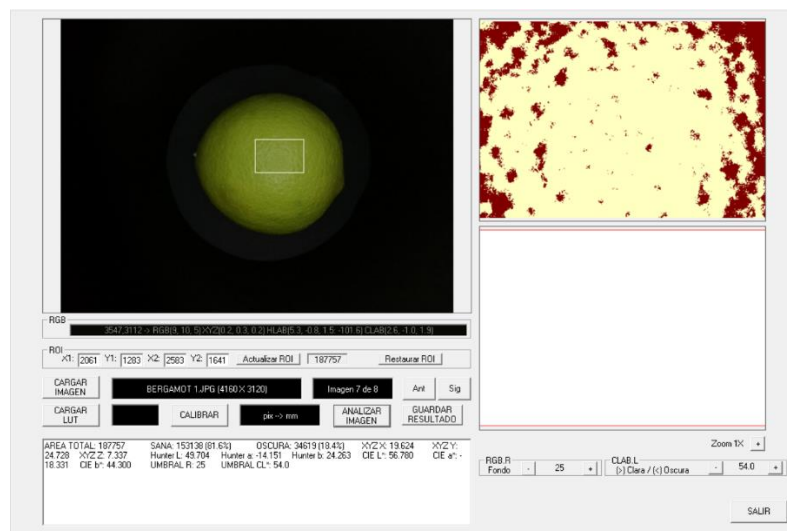 RGB
3547,3112 -> RGB(9, 10, 5) XYZ(0.2, 0.3, 0.2) HLAB(5.3, -0.8, 1.5: -101.6) CLAB(2.6, -1.0, 1.9)
ROI
X1: 2061 Y1: 1283 X2: 2583 Y2: 1641 Actualizar ROI 187757 Restaurar ROI
CARGAR IMAGEN BERGAMOT 1.JPG (4160 X 3120) Imagen 7 de 8 Ant Sig
CARGAR LUT CALIBRAR pix --> mm ANALIZAR IMAGEN GUARDAR RESULTADO
AREA TOTAL: 187757 SANA: 153138 (81.6%) OSCURA: 34619 (18.4%) XYZ X: 19.624 XYZ Y:
24.728 XYZ Z: 7.337 Hunter L: 49.704 Hunter a: -14.151 Hunter b: 24.263 CIE L*: 56.780 CIE a*: -
18.331 CIE b*: 44.300 UMBRAL R: 25 UMBRAL CL*: 54.0
Zoom 1X +
RGB.R
Fondo - 25 +
CLAB.L
(>) Clara / (<) Oscura - 54.0 +
SALIR